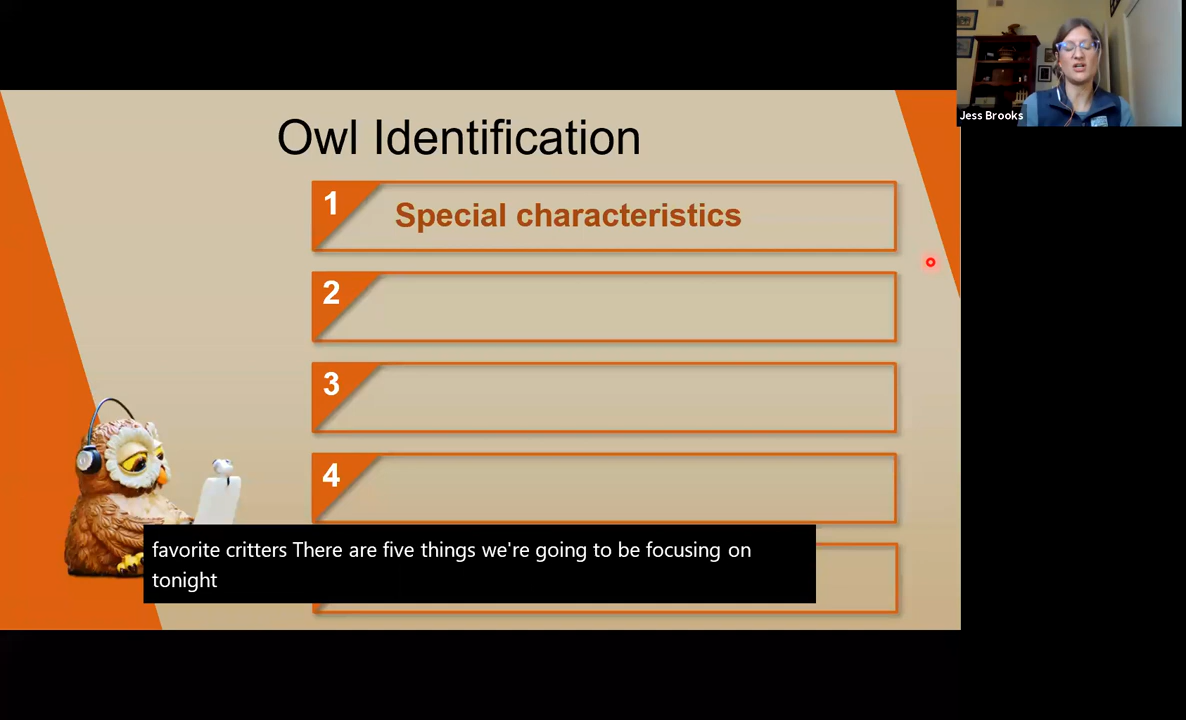 Owl Identification
1
Special characteristics
2
3
4
favorite critters There are five things we're going to be focusing on
tonight
Jess Brooks